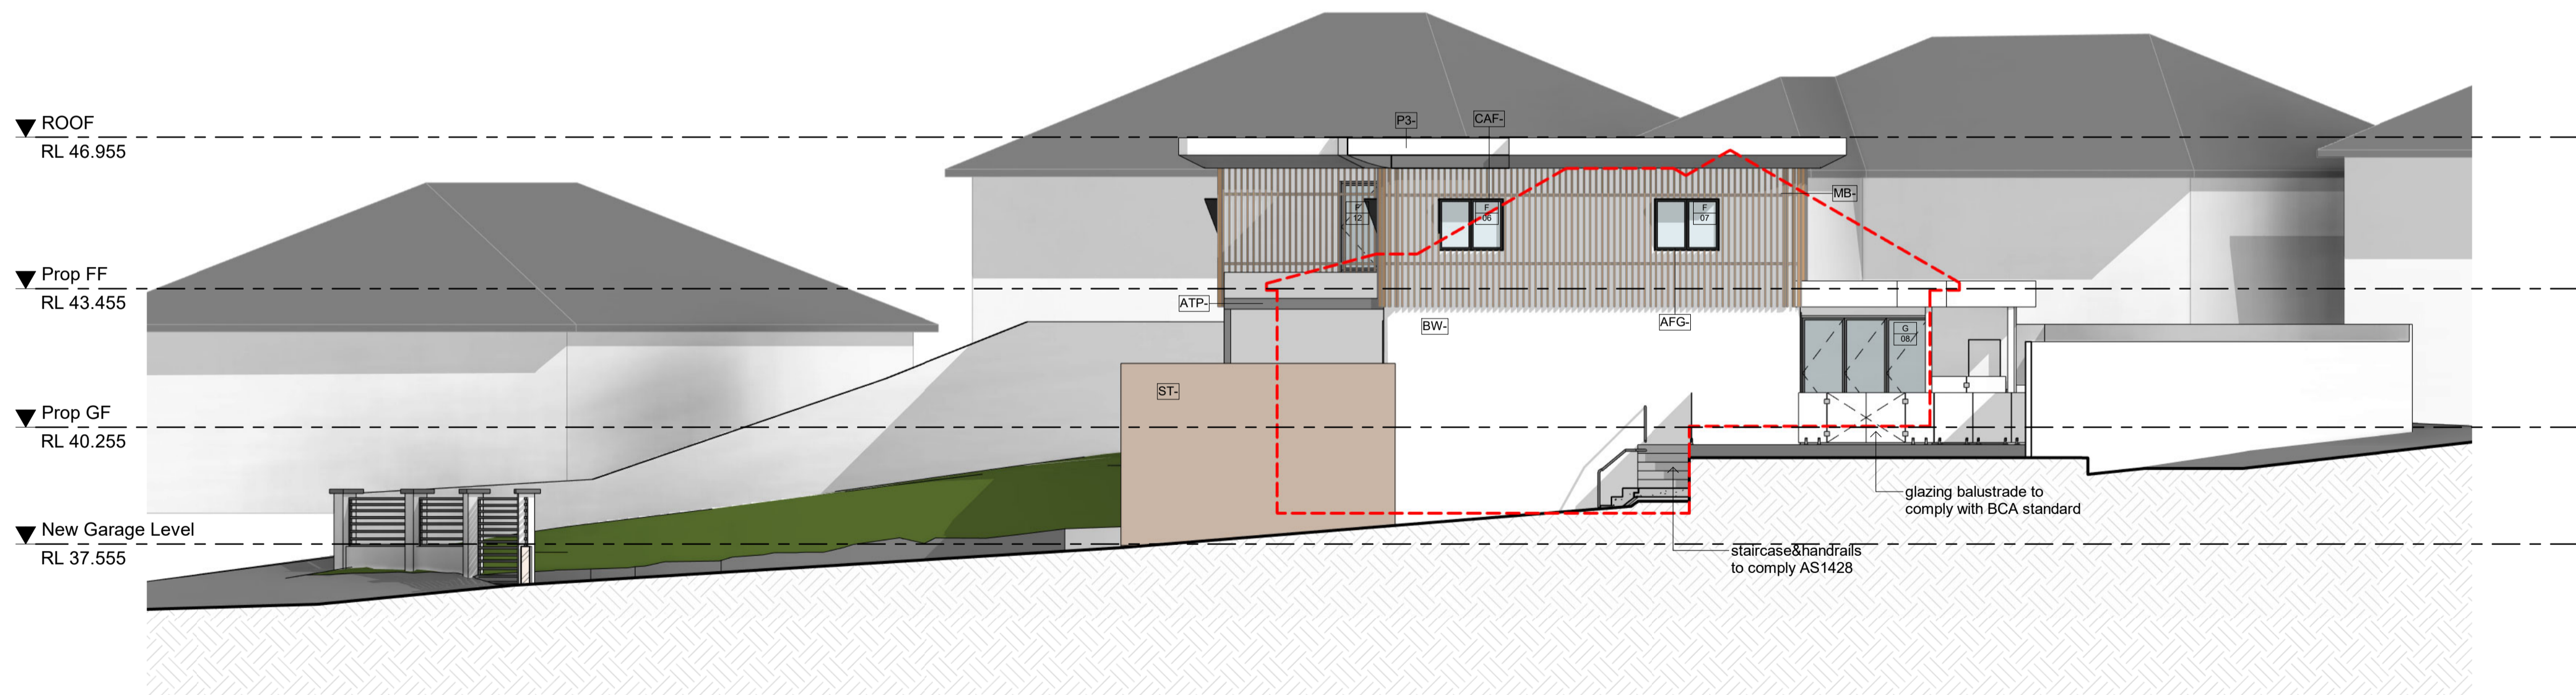 ROOF
RL 46.955
P3-
CAF-
MB-
P
12
F
06
F
07
Prop FF
RL 43.455
ATP-
BW-
AFG-
G
08
ST-
Prop GF
RL 40.255
glazing balustrade to
comply with BCA standard
New Garage Level
RL 37.555
staircase&handrails
to comply AS1428